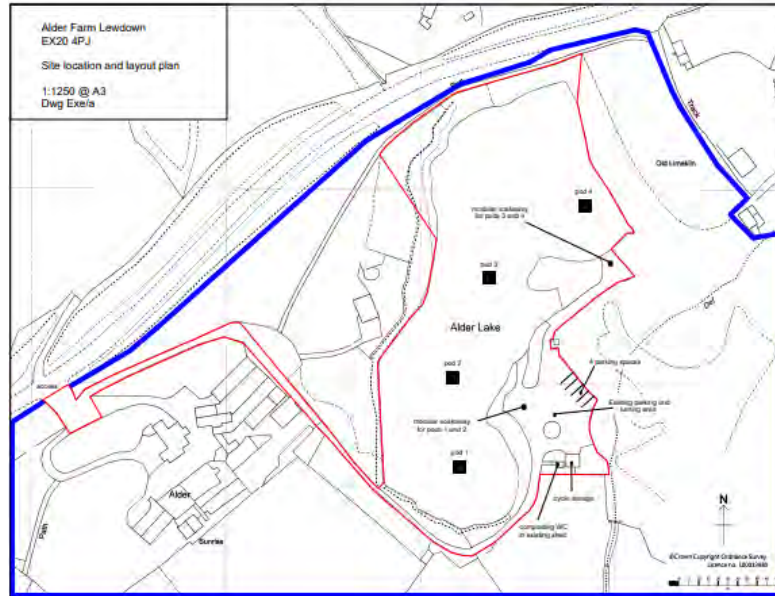 Alder Farm Lewdown
EX20 4PJ
Site location and layout plan
1:1250 @ A3
Dwg Exe/a
Track
Old Limekiln
pod 4
modular walkway
for pods 3 and 4
pod 3
Alder Lake
Def
4 parking spaces
pod 2
access
Existing parking and
turning area
modular walkway
for pods 1 and 2
pod 1
Alder
cycle storage
composting WC
in existing shed
Path
Sunrise
N
©Crown Copyright Ordnance Survey
Licence no.